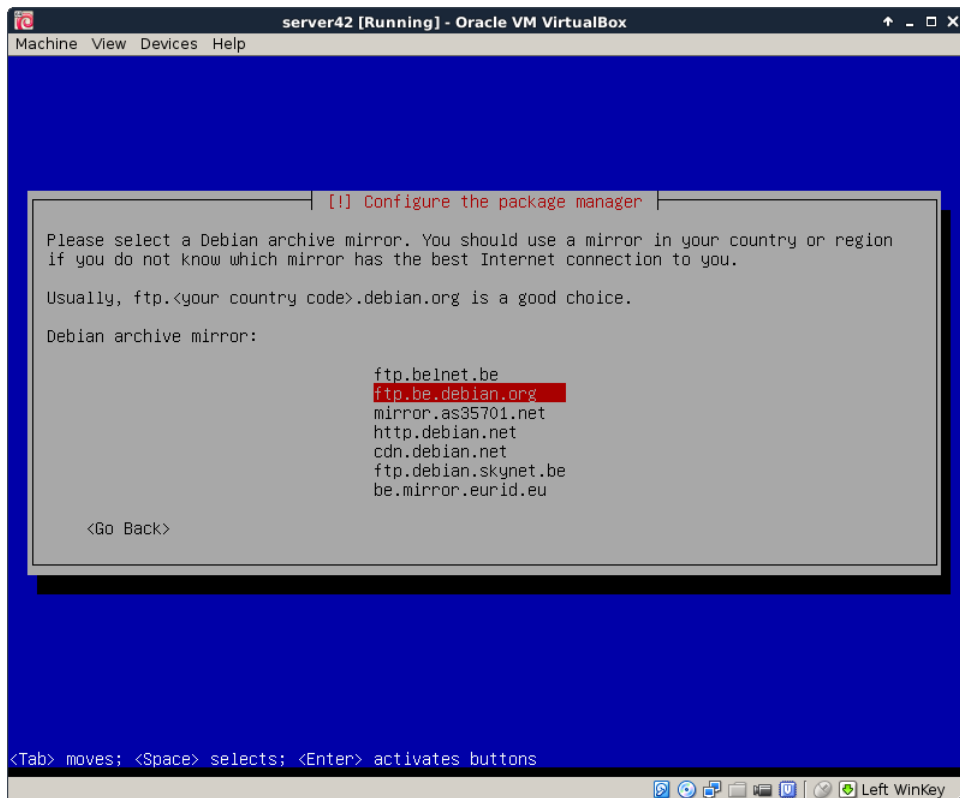 server42 [Running] - Oracle VM VirtualBox
Machine View Devices Help
[!] Configure the package manager
Please select a Debian archive mirror. You should use a mirror in your country or region
if you do not know which mirror has the best Internet connection to you.
Usually, ftp.<your country code>.debian.org is a good choice.
Debian archive mirror:
ftp.belnet.be
ftp.be.debian.org
mirror.as35701.net
http.debian.net
cdn.debian.net
ftp.debian.skynet.be
be.mirror.eurid.eu
<Go Back>
<Tab> moves; <Space> selects; <Enter> activates buttons
Left WinKey